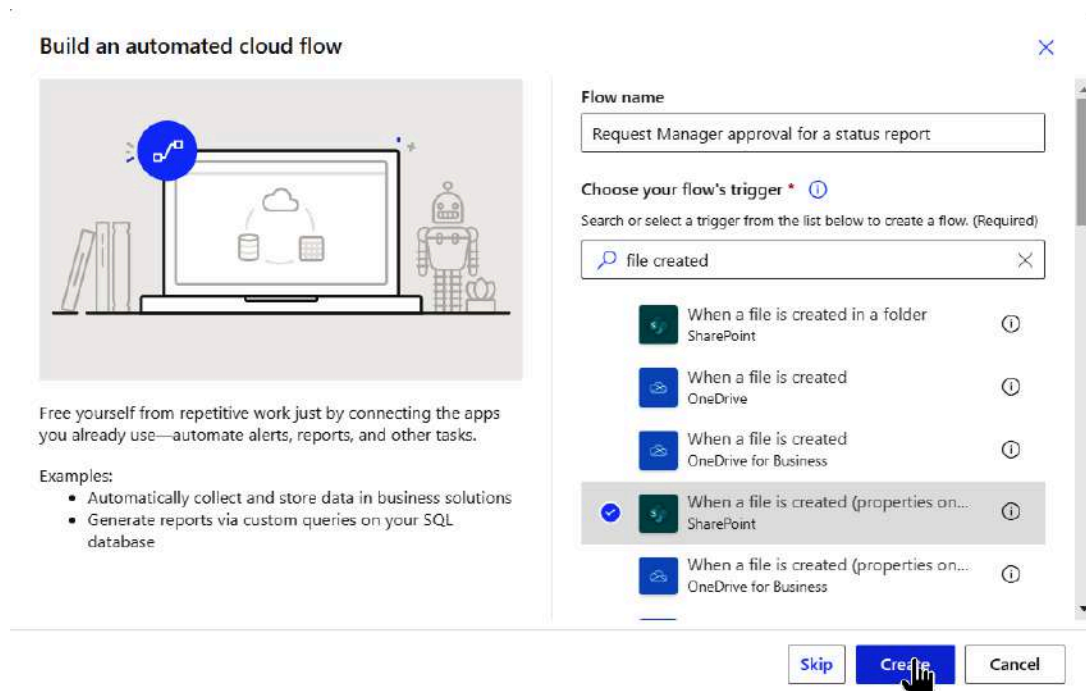 Build an automated cloud flow
Free yourself from repetitive work just by connecting the apps
you already use—automate alerts, reports, and other tasks.
Examples:
• Automatically collect and store data in business solutions
• Generate reports via custom queries on your SQL
database
Flow name
Request Manager approval for a status report
Choose your flow's trigger *
Search or select a trigger from the list below to create a flow. (Required)
file created
When a file is created in a folder
SharePoint
When a file is created
OneDrive
When a file is created
OneDrive for Business
When a file is created (properties on...
SharePoint
When a file is created (properties on...
OneDrive for Business
Skip
Create
Cancel